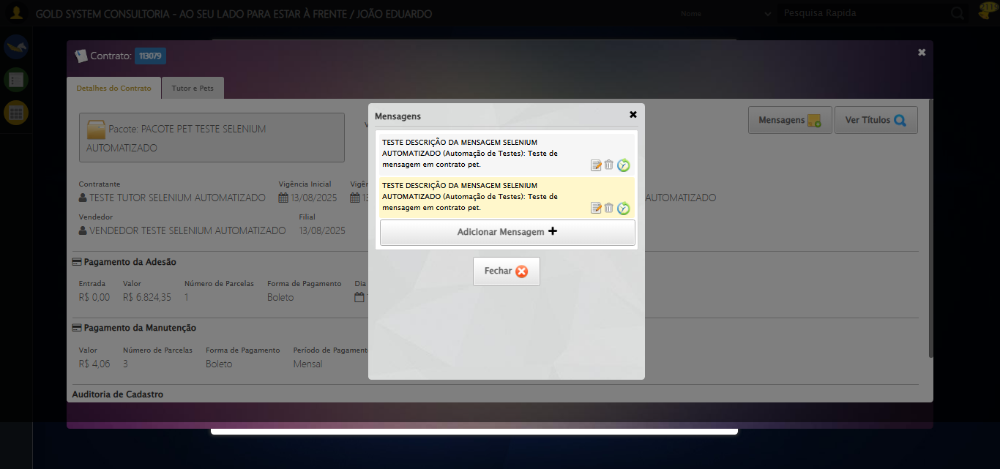 GOLD SYSTEM CONSULTORIA - AO SEU LADO PARA ESTAR À FRENTE / JOÃO EDUARDO
Nome
Pesquisa Rapida
Contrato: 113079
Detalhes do Contrato
Tutor e Pets
Pacote: PACOTE PET TESTE SELENIUM
AUTOMATIZADO
Mensagens
Ver Títulos
Contratante
TESTE TUTOR SELENIUM AUTOMATIZADO
Vigência Inicial
13/08/2025
AUTOMATIZADO
Vendedor
VENDEDOR TESTE SELENIUM AUTOMATIZADO
Filial
13/08/2025
Pagamento da Adesão
Entrada
Valor
Número de Parcelas
Forma de Pagamento
Dia
R$ 0,00
R$ 6.824,35
1
Boleto
Pagamento da Manutenção
Valor
Número de Parcelas
Forma de Pagamento
Período de Pagament
R$ 4,06
3
Boleto
Mensal
Auditoria de Cadastro
Mensagens
TESTE DESCRIÇÃO DA MENSAGEM SELENIUM
AUTOMATIZADO (Automação de Testes): Teste de
mensagem em contrato pet.
TESTE DESCRIÇÃO DA MENSAGEM SELENIUM
AUTOMATIZADO (Automação de Testes): Teste de
mensagem em contrato pet.
Adicionar Mensagem
Fechar